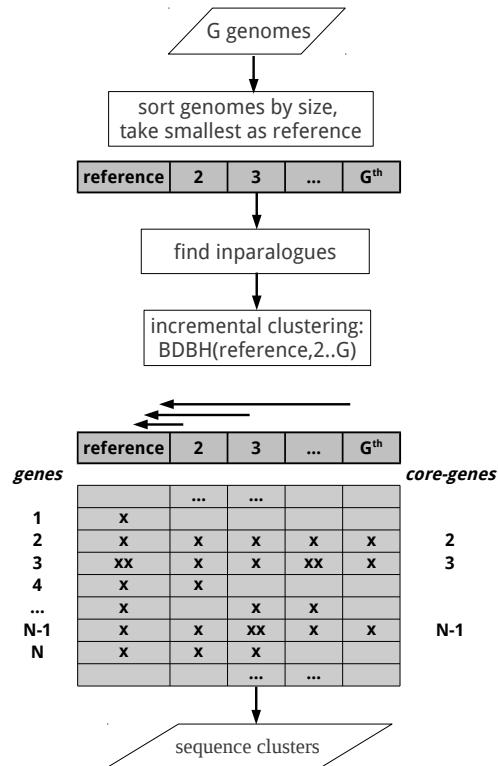 G genomes
sort genomes by size,
take smallest as reference
reference 2 3 ... Gth
find inparalogues
incremental clustering:
BDBH(reference,2..G)
reference 2 3 ... Gth
genes core-genes
... ...
1 x
2 x x x x x 2
3 xx x x xx x 3
4 x x
... x x x
N-1 x x xx x x N-1
N x x x
... ...
sequence clusters